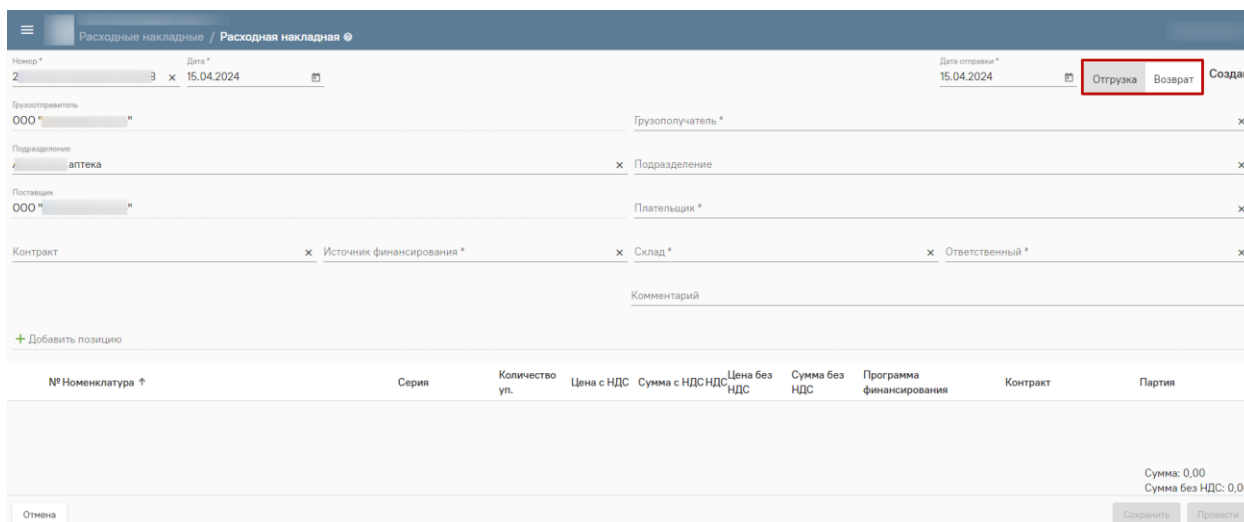 Расходные накладные / Расходная накладная
Номер * Дата * Дата отправки *
2 8 × 15.04.2024 15.04.2024 Отгрузка Возврат Создан
Грузоотправитель
ООО " " Грузополучатель * ×
Подразделение
аптека × Подразделение ×
Поставщик
ООО " " Плательщик * ×
Контракт × Источник финансирования * × Склад * × Ответственный * ×
Комментарий
+ Добавить позицию
№ Номенклатура ↑ Серия Количество уп. Цена с НДС Сумма с НДС НДС Цена без НДС Сумма без НДС Программа финансирования Контракт Партия
Сумма: 0,00
Сумма без НДС: 0,0
Отмена Сохранить Провести